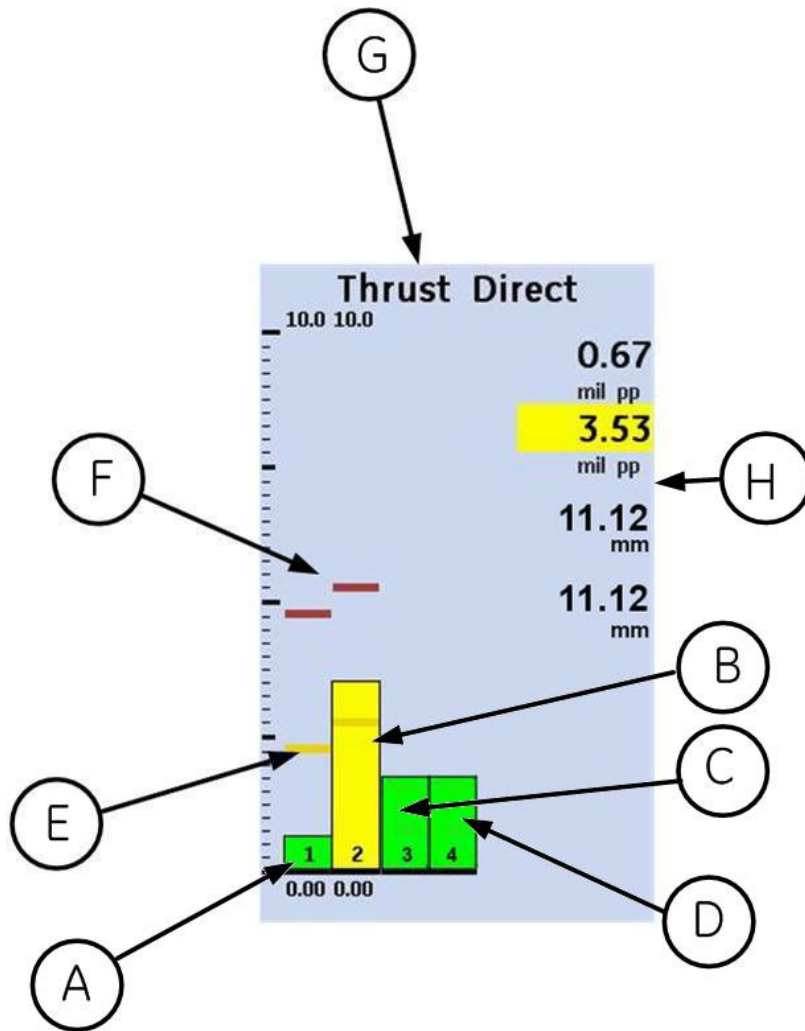 G
Thrust Direct
10.0 10.0
0.67
mil pp
3.53
mil pp
F
H
11.12
mm
11.12
mm
B
C
E
1 2 3 4
0.00 0.00
D
A